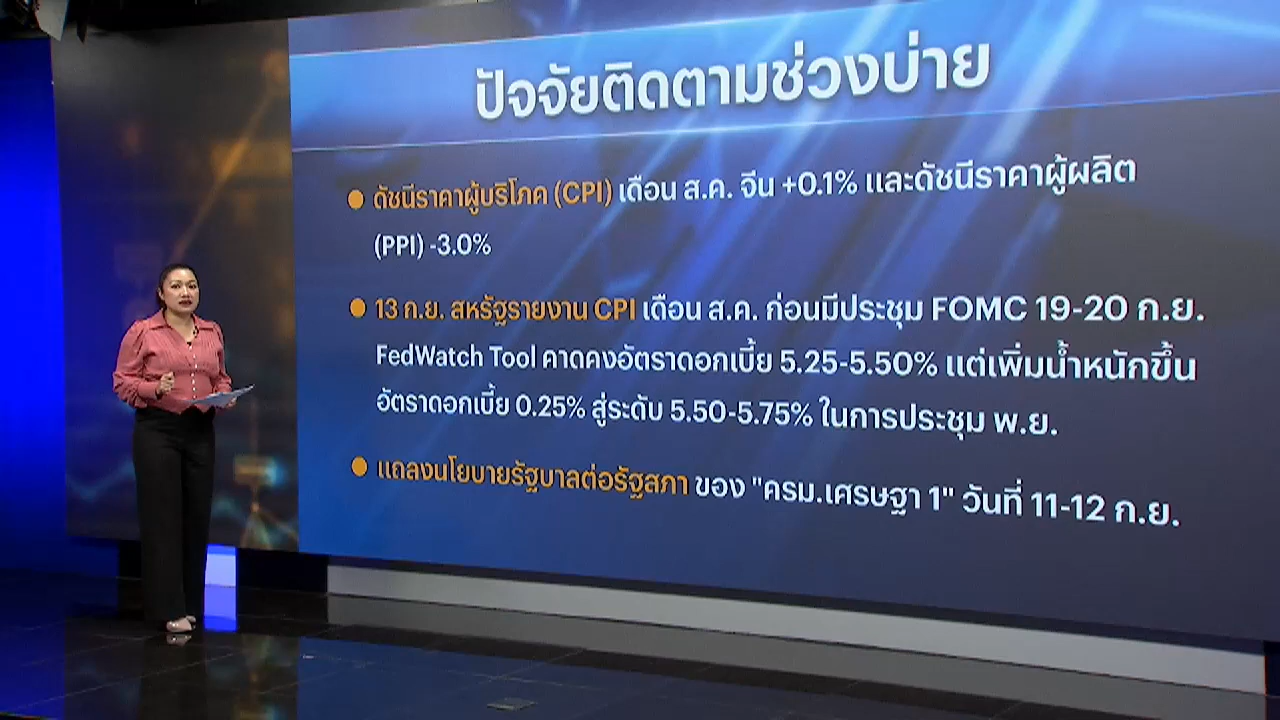 ปัจจัยติดตามช่วงบ่าย
ดัชนีราคาผู้บริโภค (CPI) เดือน ส.ค. จีน +0.1% และดัชนีราคาผู้ผลิต
(PPI) -3.0%
13 ก.ย. สหรัฐรายงาน CPI เดือน ส.ค. ก่อนมีประชุม FOMC 19-20 ก.ย.
FedWatch Tool คาดคงอัตราดอกเบี้ย 5.25-5.50% แต่เพิ่มน้ำหนักขึ้น
อัตราดอกเบี้ย 0.25% สู่ระดับ 5.50-5.75% ในการประชุม พ.ย.
แถลงนโยบายรัฐบาลต่อรัฐสภา ของ "ครม.เศรษฐา 1" วันที่ 11-12 ก.ย.